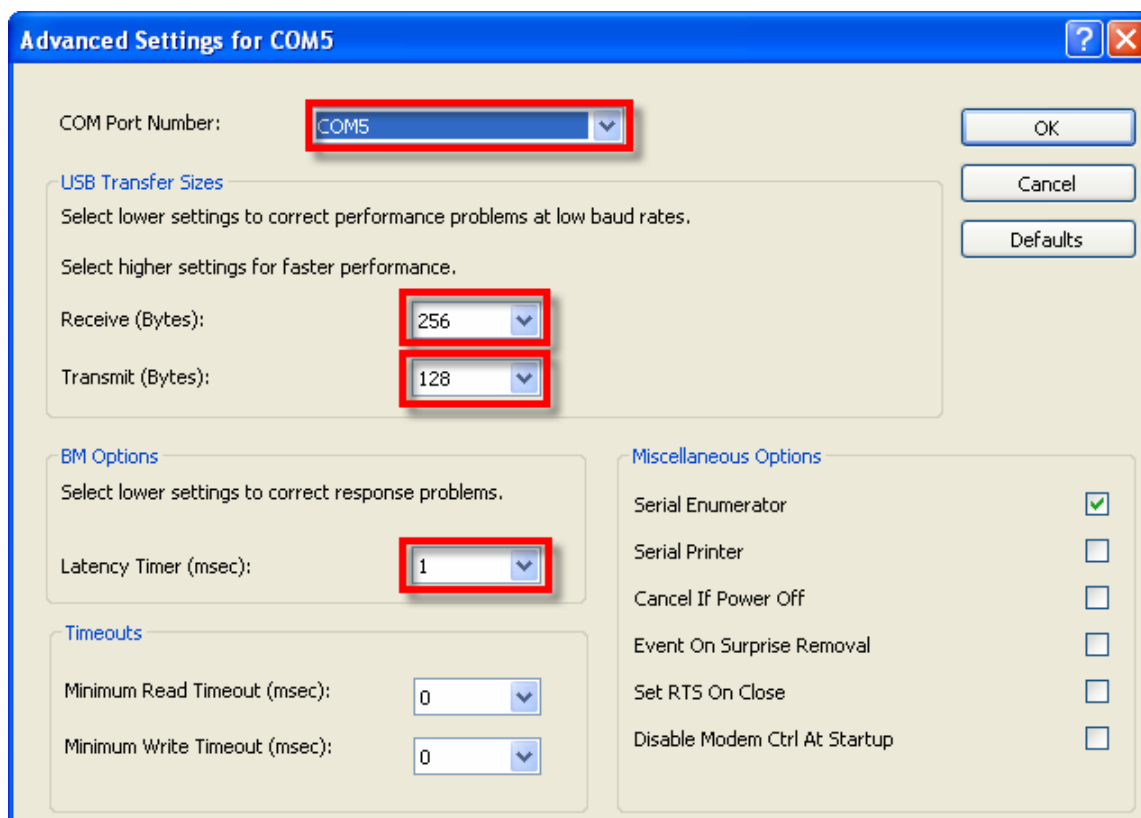 Advanced Settings for COM5
COM Port Number:
COM5
OK
USB Transfer Sizes
Cancel
Select lower settings to correct performance problems at low baud rates.
Defaults
Select higher settings for faster performance.
Receive (Bytes):
256
Transmit (Bytes):
128
BM Options
Select lower settings to correct response problems.
Latency Timer (msec):
1
Timeouts
Minimum Read Timeout (msec):
0
Minimum Write Timeout (msec):
0
Miscellaneous Options
Serial Enumerator
Serial Printer
Cancel If Power Off
Event On Surprise Removal
Set RTS On Close
Disable Modem Ctrl At Startup